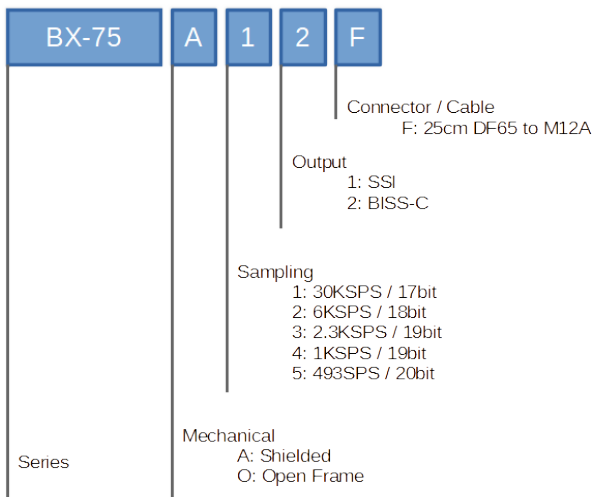 BX-75 A 1 2 F
Connector / Cable
F: 25cm DF65 to M12A
Output
1: SSI
2: BISS-C
Sampling
1: 30KSPS / 17bit
2: 6KSPS / 18bit
3: 2.3KSPS / 19bit
4: 1KSPS / 19bit
5: 493SPS / 20bit
Mechanical
A: Shielded
O: Open Frame
Series